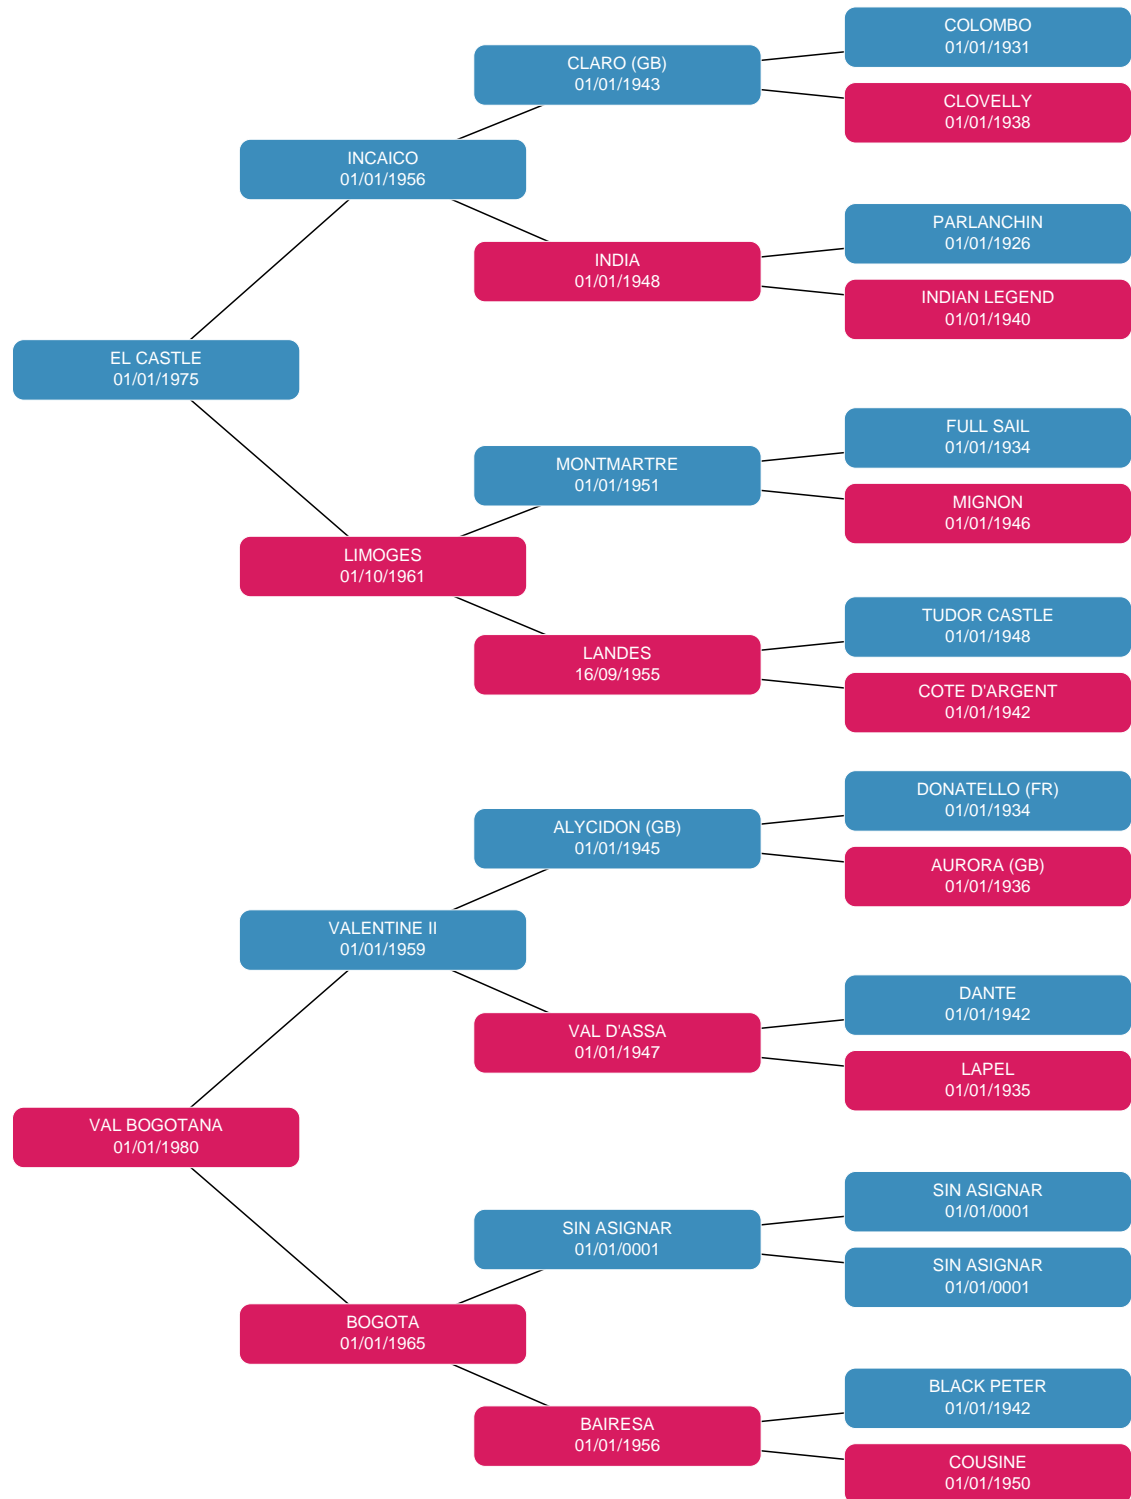 COLOMBO
01/01/1931
CLARO (GB)
01/01/1943
CLOVELLY
01/01/1938
INCAICO
01/01/1956
PARLANCHIN
01/01/1926
INDIA
01/01/1948
INDIAN LEGEND
01/01/1940
EL CASTLE
01/01/1975
FULL SAIL
01/01/1934
MONTMARTRE
01/01/1951
MIGNON
01/01/1946
LIMOGES
01/10/1961
TUDOR CASTLE
01/01/1948
LANDES
16/09/1955
COTE D'ARGENT
01/01/1942
DONATELLO (FR)
01/01/1934
ALYCIDON (GB)
01/01/1945
AURORA (GB)
01/01/1936
VALENTINE II
01/01/1959
DANTE
01/01/1942
VAL D'ASSA
01/01/1947
LAPEL
01/01/1935
VAL BOGOTANA
01/01/1980
SIN ASIGNAR
01/01/0001
SIN ASIGNAR
01/01/0001
SIN ASIGNAR
01/01/0001
BOGOTA
01/01/1965
BLACK PETER
01/01/1942
BAIRESA
01/01/1956
COUSINE
01/01/1950